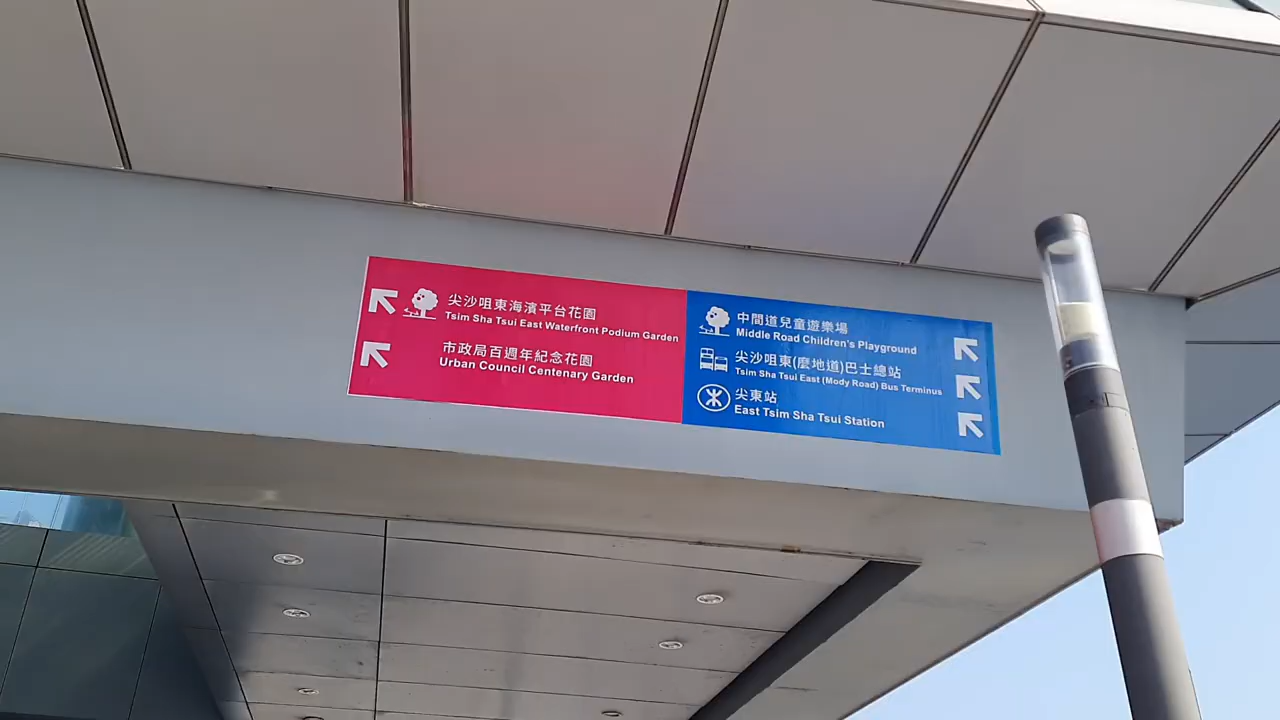 尖沙咀東海濱平台花園
Tsim Sha Tsui East Waterfront Podium Garden
市政局百週年紀念花園
Urban Council Centenary Garden
中間道兒童遊樂場
Middle Road Children's Playground
尖沙咀東(麼地道)巴士總站
Tsim Sha Tsui East (Mody Road) Bus Terminus
尖東站
East Tsim Sha Tsui Station